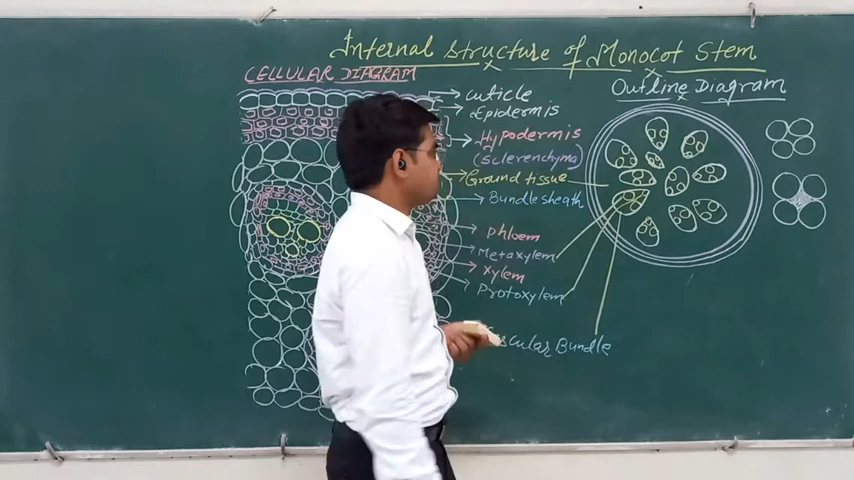 Internal Structure of Monocot Stem
CELLULAR DIAGRAM
OUTLINE DIAGRAM
Cuticle
Epidermis
Hypodermis
(Sclerenchyma)
Ground tissue
Bundle sheath
Phloem
Metaxylem
Xylem
Protoxylem
Bundle